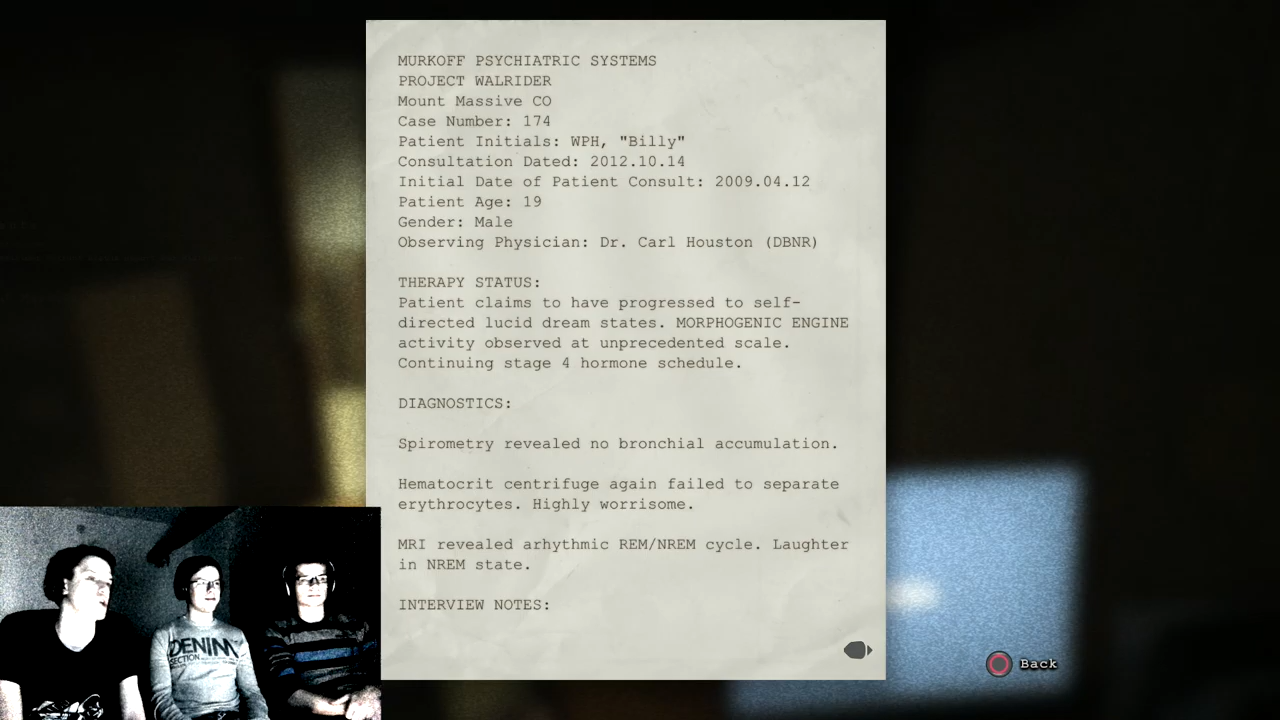 MURKOFF PSYCHIATRIC SYSTEMS
PROJECT WALRIDER
Mount Massive CO
Case Number: 174
Patient Initials: WPH, "Billy"
Consultation Dated: 2012.10.14
Initial Date of Patient Consult: 2009.04.12
Patient Age: 19
Gender: Male
Observing Physician: Dr. Carl Houston (DBNR)
THERAPY STATUS:
Patient claims to have progressed to self-
directed lucid dream states. MORPHOGENIC ENGINE
activity observed at unprecedented scale.
Continuing stage 4 hormone schedule.
DIAGNOSTICS:
Spirometry revealed no bronchial accumulation.
Hematocrit centrifuge again failed to separate
erythrocytes. Highly worrisome.
MRI revealed arhythmic REM/NREM cycle. Laughter
in NREM state.
INTERVIEW NOTES:
Back
DENIM
SECTION